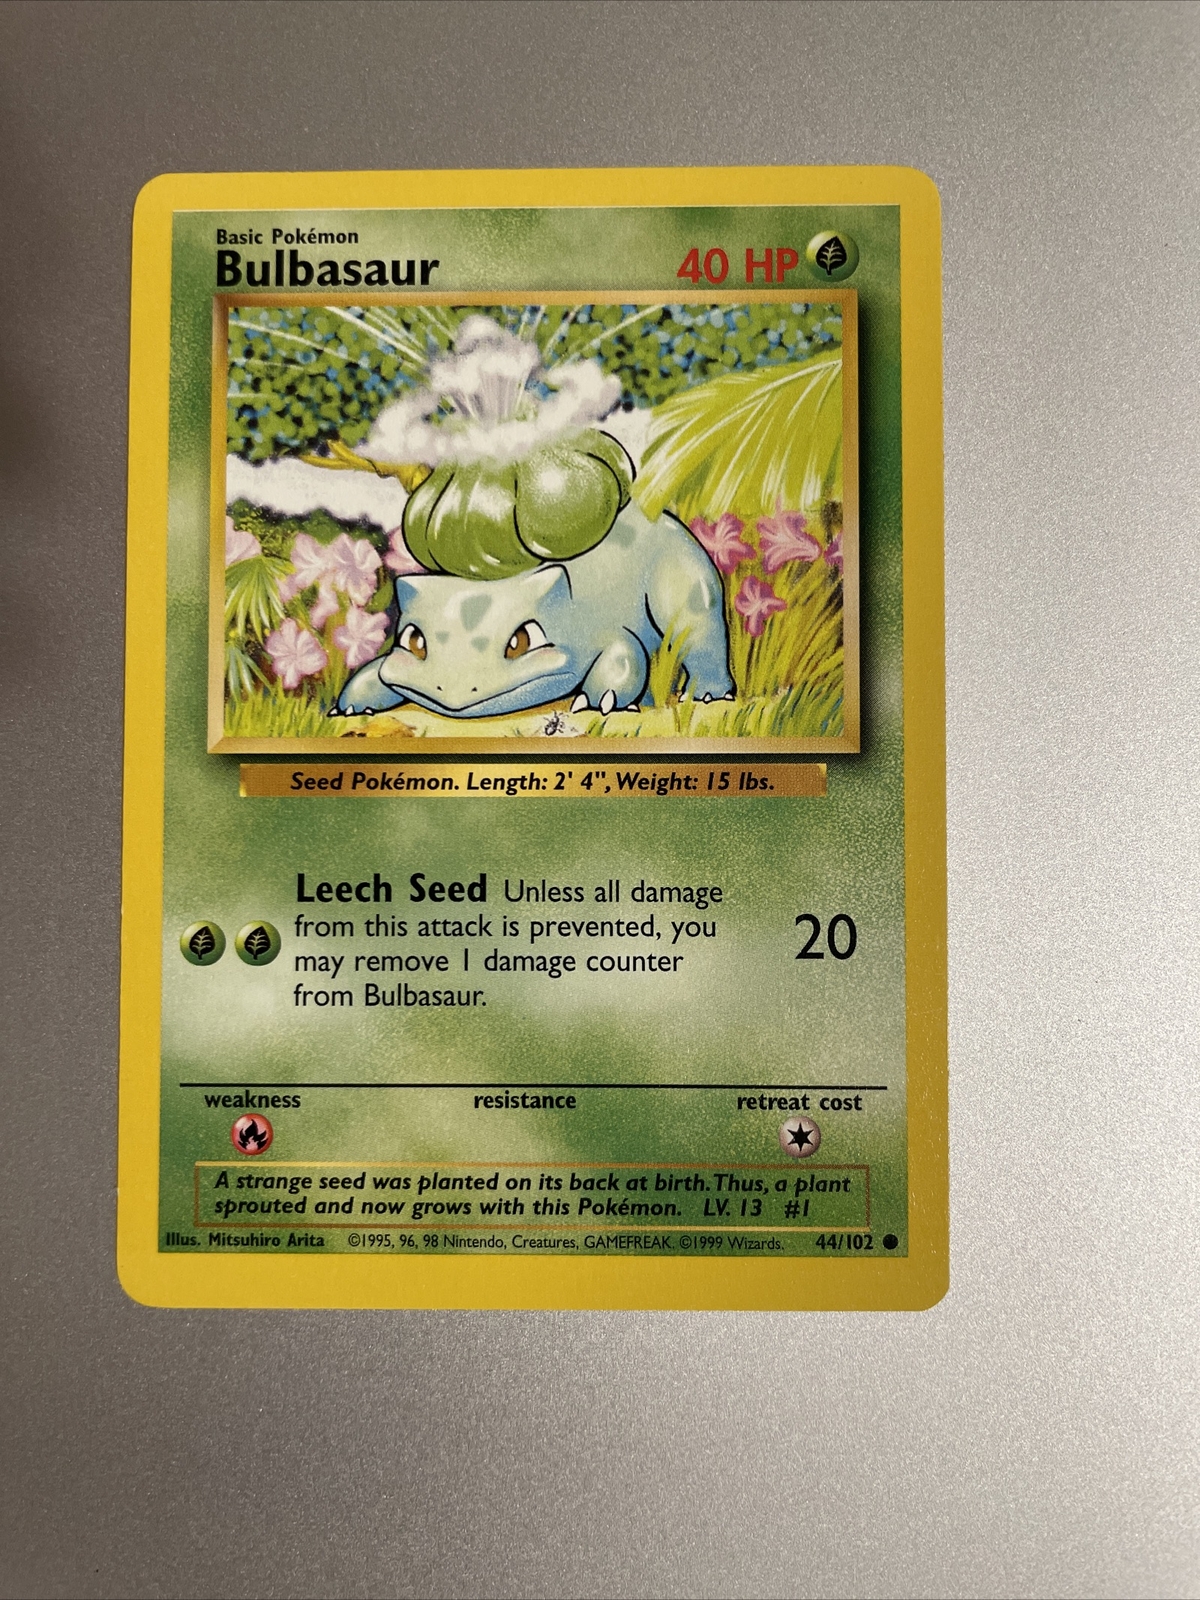 Basic Pokémon
Bulbasaur
40 HP
Seed Pokémon. Length: 2' 4", Weight: 15 lbs.
Leech Seed Unless all damage
from this attack is prevented, you
may remove 1 damage counter
from Bulbasaur.
20
weakness resistance retreat cost
A strange seed was planted on its back at birth. Thus, a plant
sprouted and now grows with this Pokémon. LV. 13 #1
Illus. Mitsuhiro Arita ©1995, 96, 98 Nintendo, Creatures, GAMEFREAK. ©1999 Wizards. 44/102